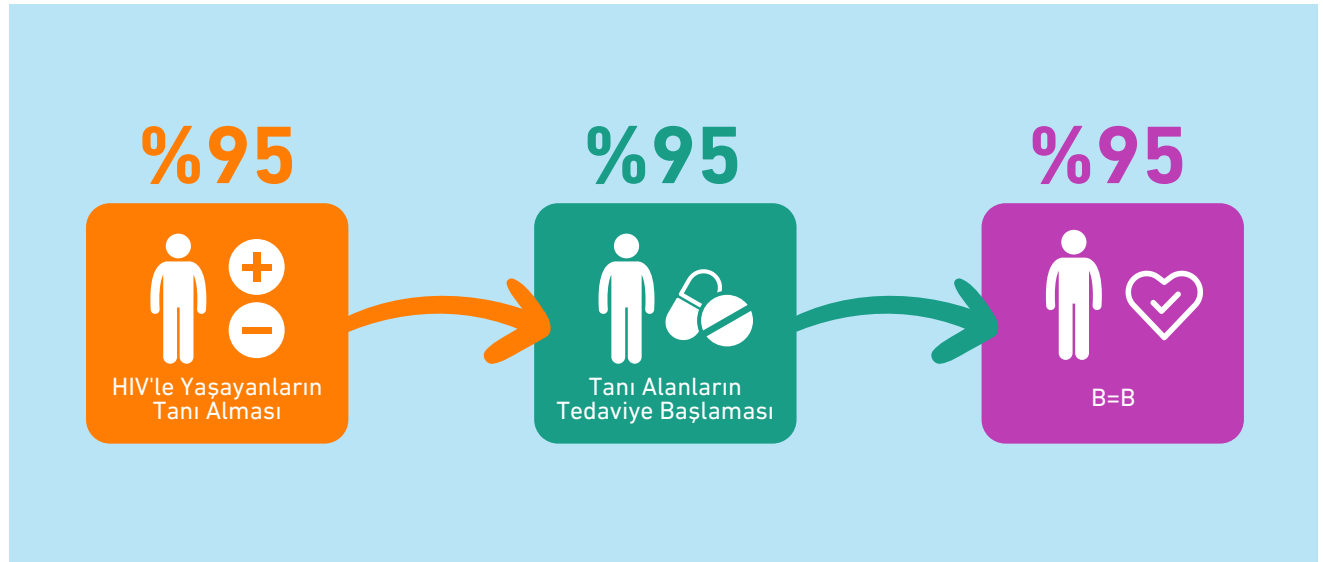 %95
HIV'le Yaşayanların
Tanı Alması
%95
Tanı Alanların
Tedaviye Başlaması
%95
B=B